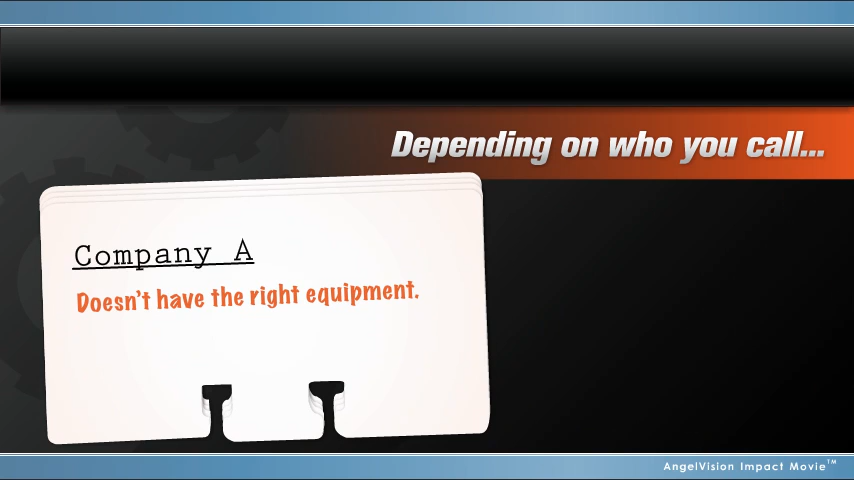 Depending on who you call...
Company A
Doesn't have the right equipment.
AngelVision Impact Movie™